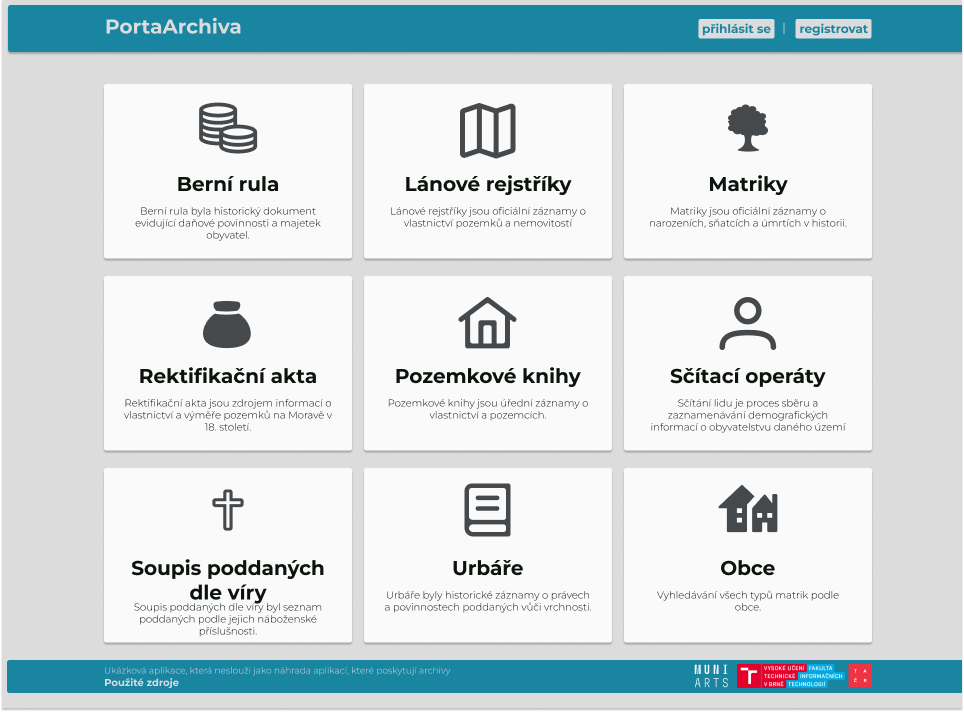 PortaArchiva
přihlásit se | registrovat
Berní rula
Berní rula byla historický dokument
evidující daňové povinnosti a majetek
obyvatel.
Lánové rejstříky
Lánové rejstříky jsou oficiální záznamy o
vlastnictví pozemků a nemovitostí
Matriky
Matriky jsou oficiální záznamy o
narozeních, sňatcích a úmrtích v historii.
Rektifikační akta
Rektifikační akta jsou zdrojem informací o
vlastnictví a výměře pozemků na Moravě v
18. století.
Pozemkové knihy
Pozemkové knihy jsou úřední záznamy o
vlastnictví a pozemcích.
Sčítací operáty
Sčítání lidu je proces sběru a
zaznamenávání demografických
informací o obyvatelstvu daného území
Soupis poddaných
dle víry
Soupis poddaných dle víry byl seznam
poddaných podle jejich náboženské
příslušnosti.
Urbáře
Urbáře byly historické záznamy o právech
a povinnostech poddaných vůči vrchnosti.
Obce
Vyhledávání všech typů matrik podle
obce.
Ukázková aplikace, která neslouží jako náhrada aplikací, které poskytují archivy
Použité zdroje
MUNI
ARTS
VYSOKÉ UČENÍ FAKULTA
TECHNICKÉ INFORMAČNÍCH
V BRNĚ TECHNOLOGIÍ
T A
Č R